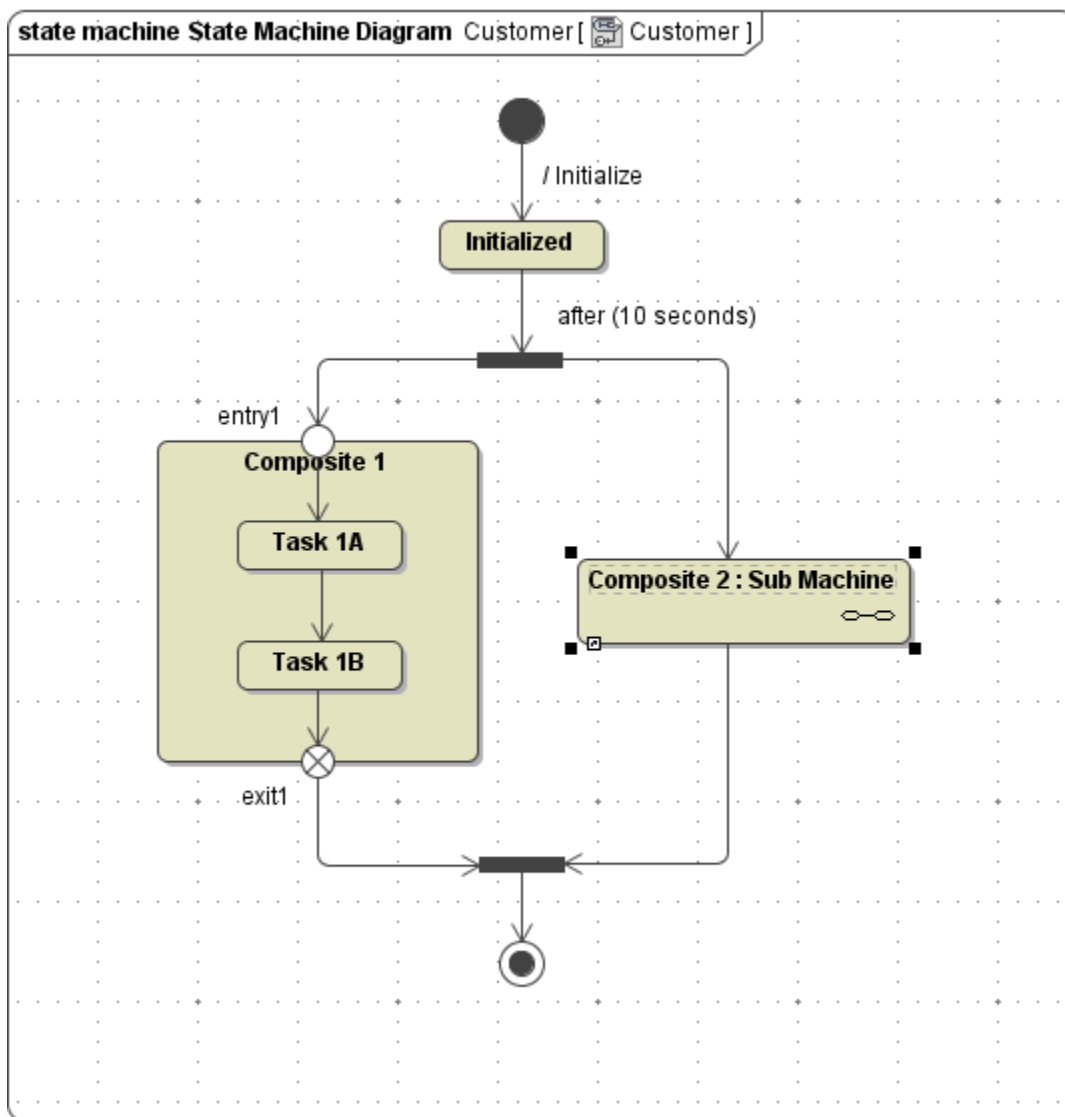 state machine State Machine Diagram Customer [ Customer ]
/ Initialize
Initialized
after (10 seconds)
entry1
Composite 1
Task 1A
Composite 2 : Sub Machine
Task 1B
exit1